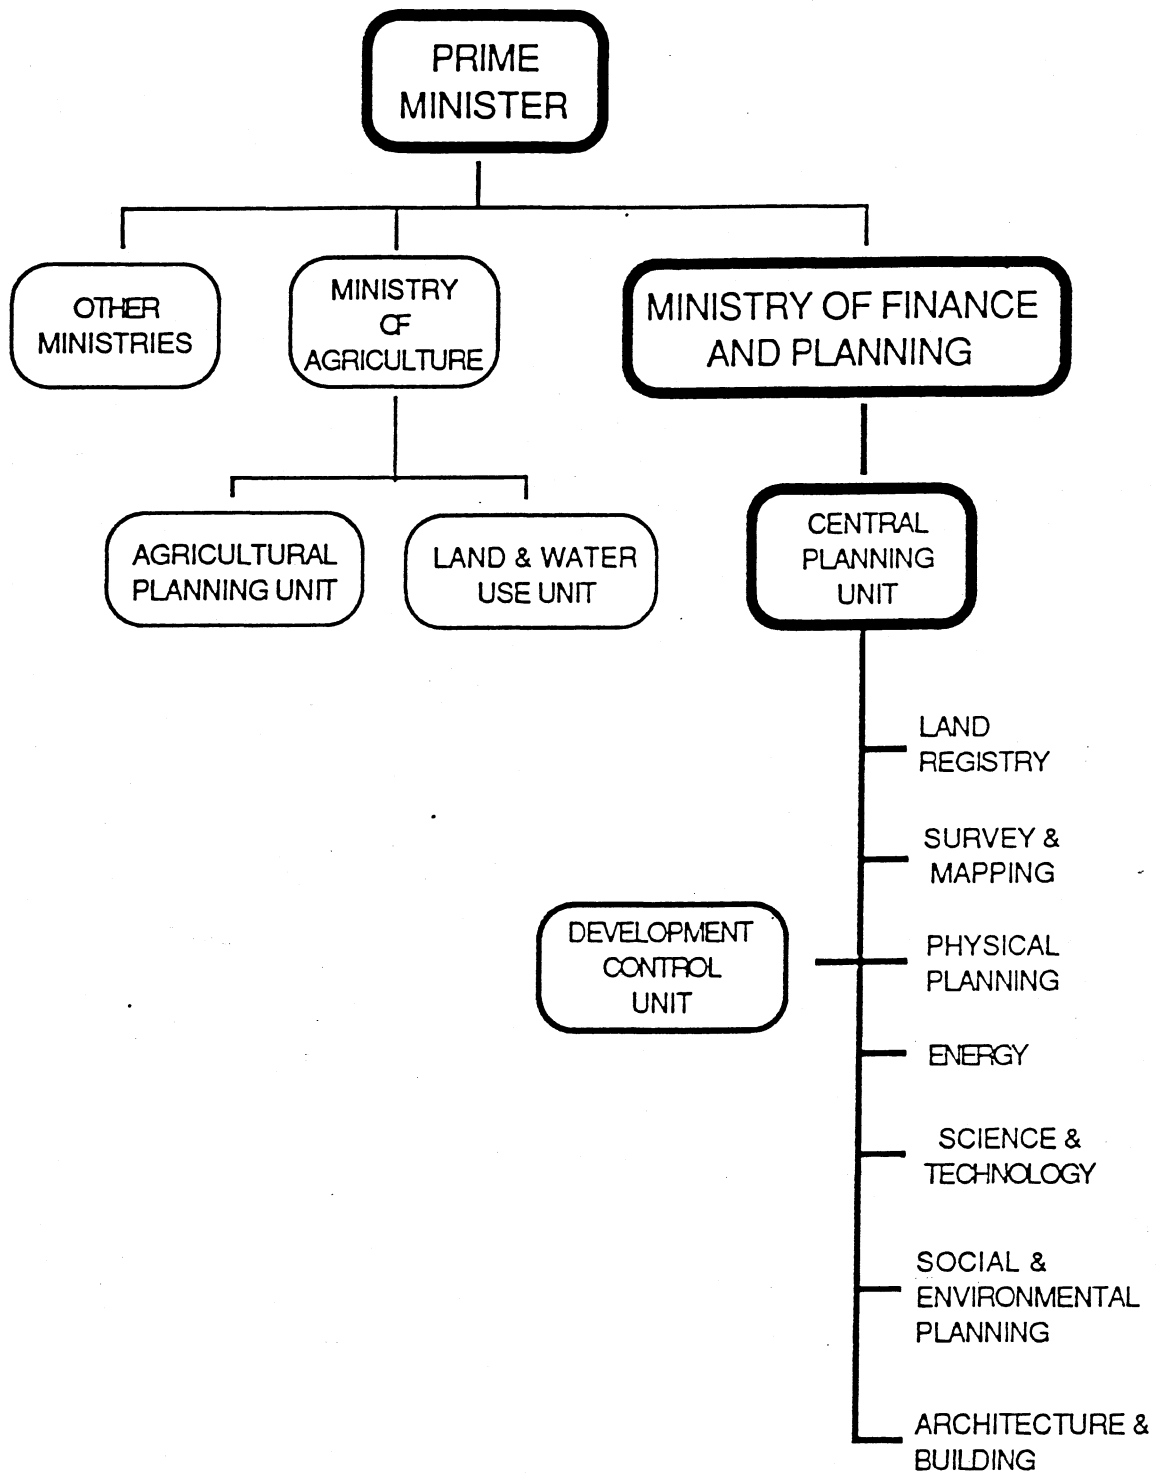 PRIME
MINISTER
OTHER
MINISTRIES
MINISTRY
OF
AGRICULTURE
MINISTRY OF FINANCE
AND PLANNING
AGRICULTURAL
PLANNING UNIT
LAND & WATER
USE UNIT
CENTRAL
PLANNING
UNIT
LAND
REGISTRY
SURVEY &
MAPPING
DEVELOPMENT
CONTROL
UNIT
PHYSICAL
PLANNING
ENERGY
SCIENCE &
TECHNOLOGY
SOCIAL &
ENVIRONMENTAL
PLANNING
ARCHITECTURE &
BUILDING